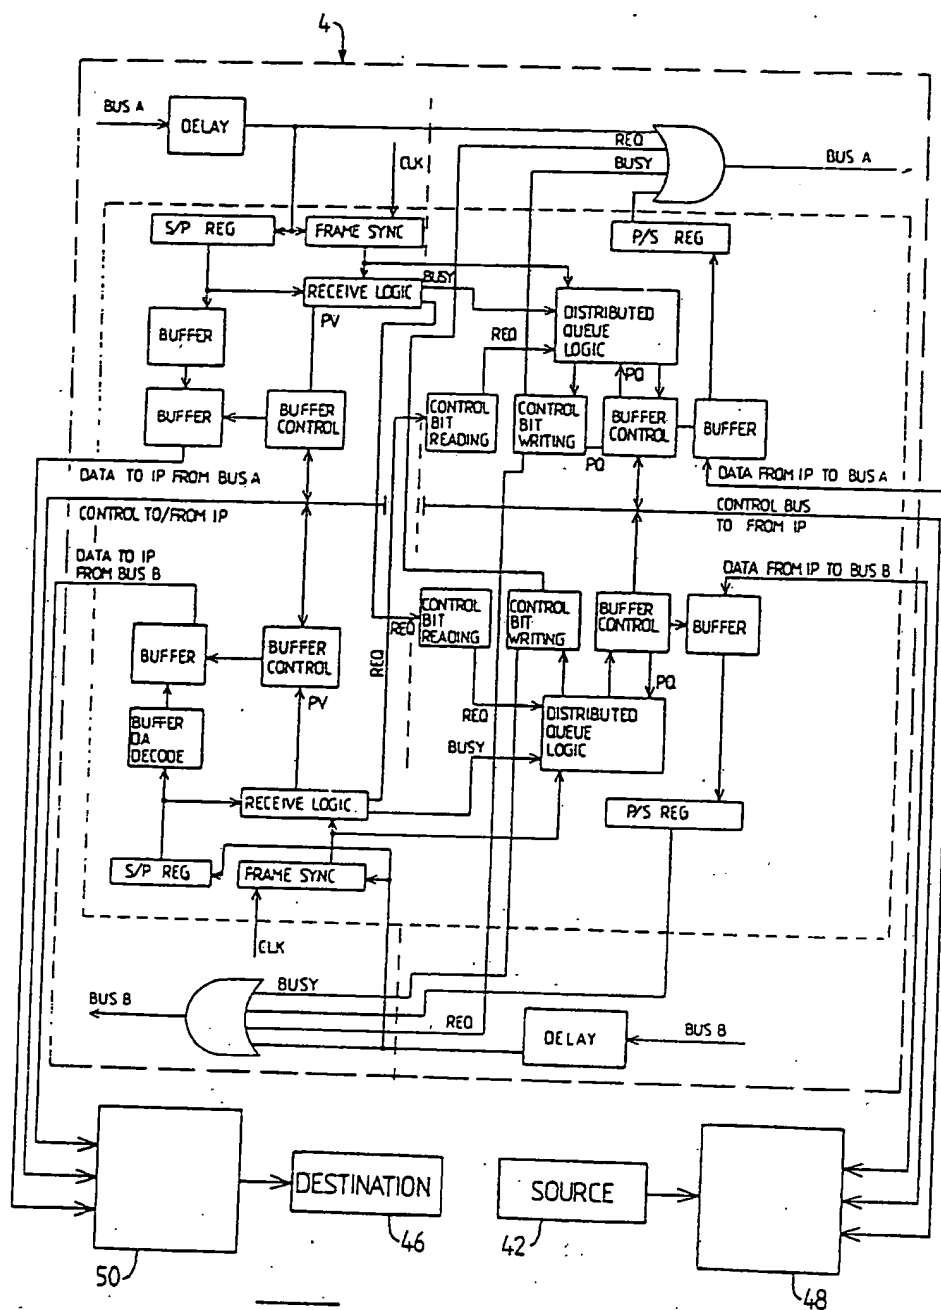 4
BUS A
DELAY
REQ
BUSY
BUS A
CLK
S/P REG
FRAME SYNC
P/S REG
BUSY
RECEIVE LOGIC
DISTRIBUTED
QUEUE
LOGIC
PV
REQ
BUFFER
PQ
BUFFER
BUFFER
CONTROL
CONTROL
BIT
READING
CONTROL
BIT
WRITING
BUFFER
CONTROL
BUFFER
PQ
DATA TO IP FROM BUS A
DATA FROM IP TO BUS A
CONTROL TO/FROM IP
CONTROL BUS
TO FROM IP
DATA TO IP
FROM BUS B
DATA FROM IP TO BUS B
CONTROL
BIT
READING
CONTROL
BIT
WRITING
BUFFER
CONTROL
BUFFER
REQ
BUFFER
BUFFER
CONTROL
REQ
PQ
PV
REQ
DISTRIBUTED
QUEUE
LOGIC
BUFFER
DA
DECODE
BUSY
RECEIVE LOGIC
P/S REG
S/P REG
FRAME SYNC
CLK
BUSY
BUS B
REQ
DELAY
BUS B
DESTINATION
SOURCE
46
42
50
48